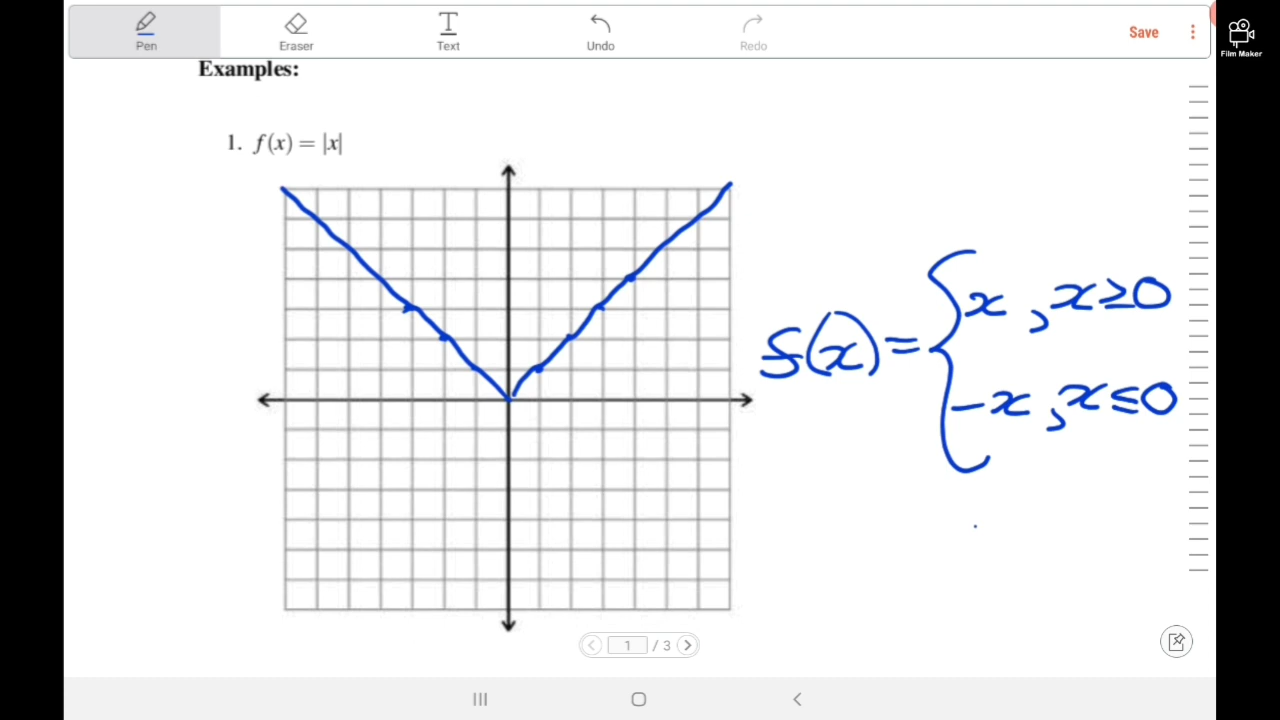 Pen
Eraser
Text
Undo
Redo
Save
Film Maker
Examples:
1. f(x) = |x|
f(x) = { x , x ≥ 0
-x , x ≤ 0
1 / 3